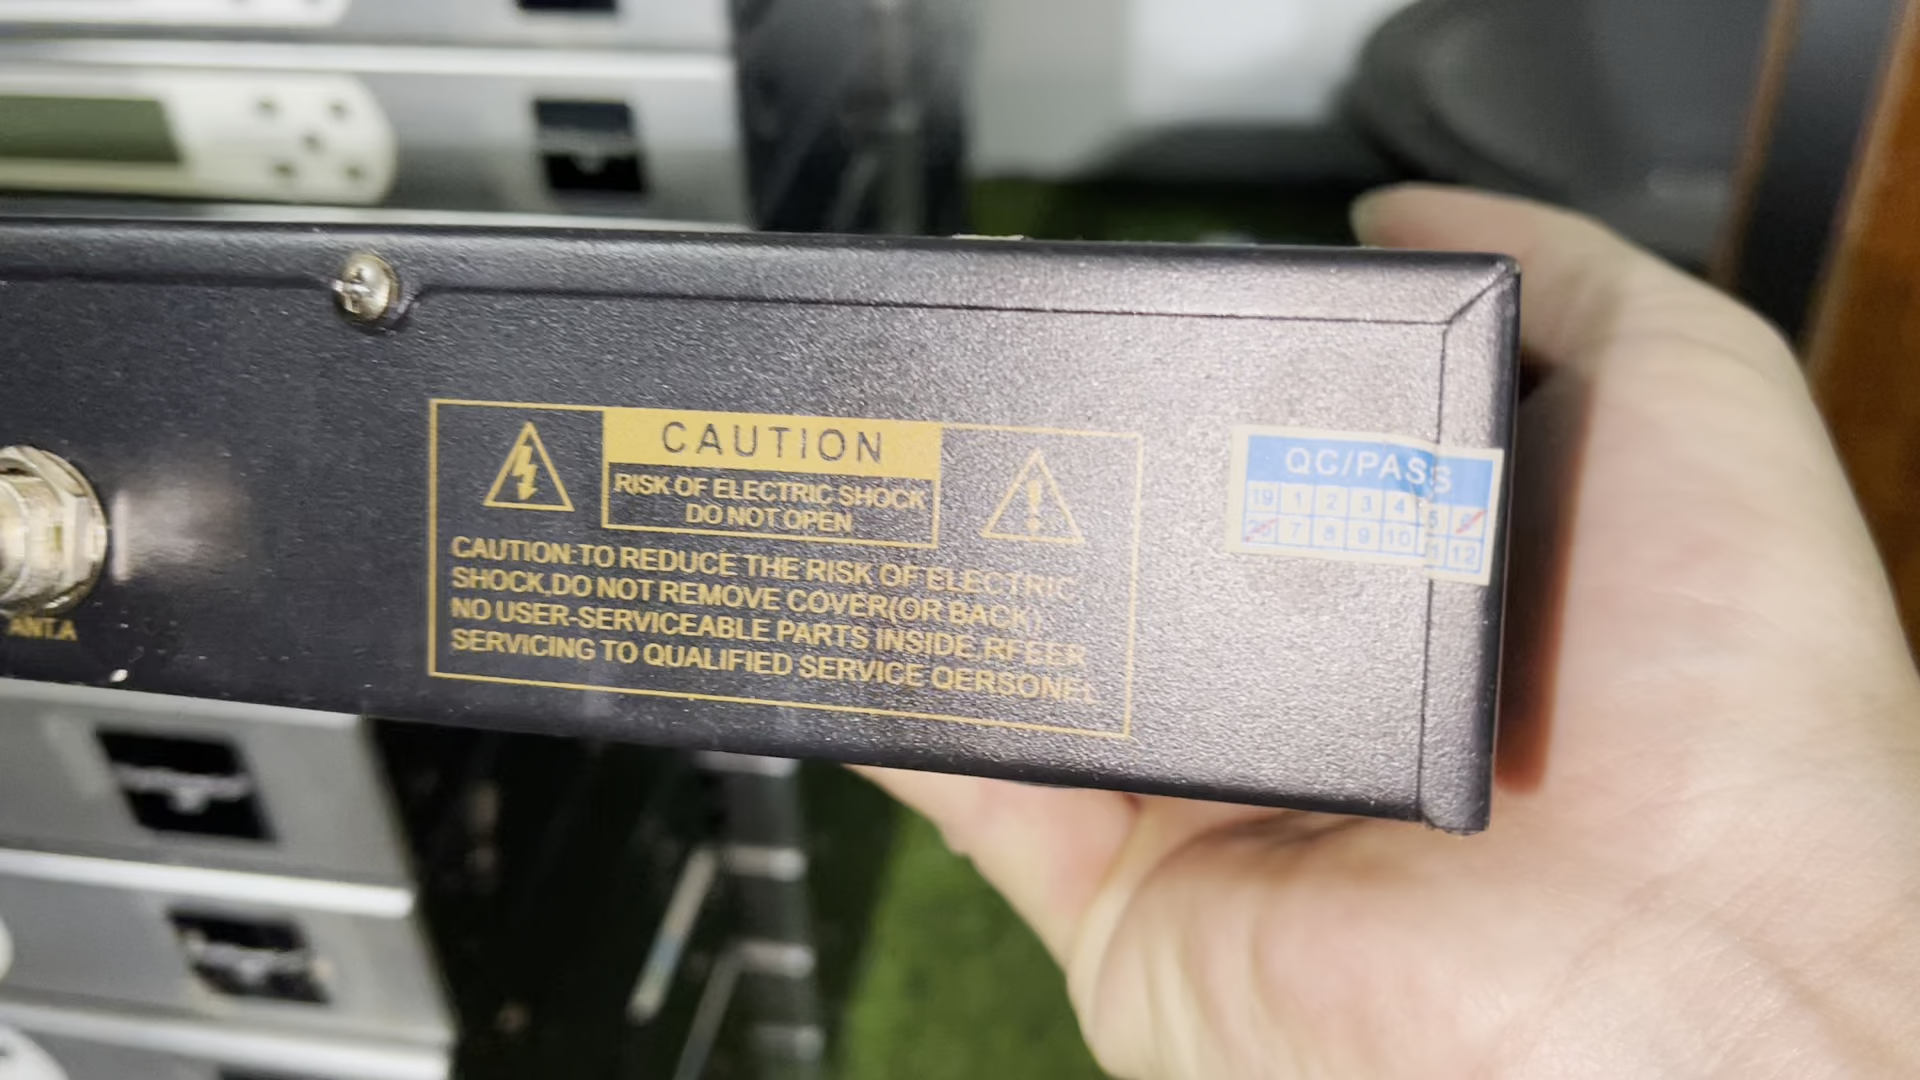 CAUTION
RISK OF ELECTRIC SHOCK
DO NOT OPEN
CAUTION:TO REDUCE THE RISK OF ELECTRIC
SHOCK,DO NOT REMOVE COVER(OR BACK)
NO USER-SERVICEABLE PARTS INSIDE,RFEER
SERVICING TO QUALIFIED SERVICE QERSONFL
QC/PASS
19 1 2 3 4 5 6
20 7 8 9 10 11 12
ANT.A